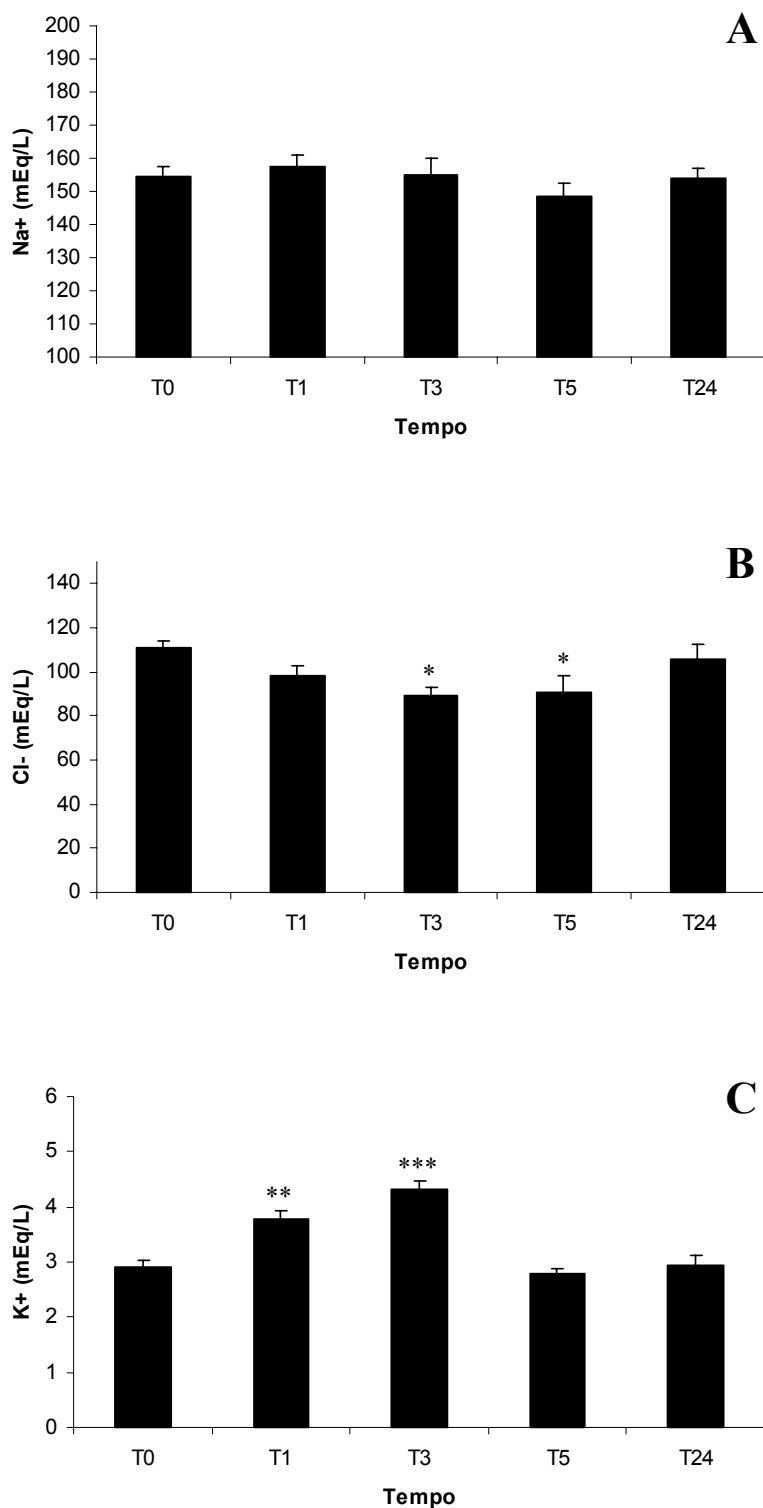 A
200
190
180
170
160
150
140
130
120
110
100
Na+ (mEq/L)
T0 T1 T3 T5 T24
Tempo
B
140
120
100
80
60
40
20
0
Cl- (mEq/L)
* *
T0 T1 T3 T5 T24
Tempo
C
6
5
4
3
2
1
0
K+ (mEq/L)
** ***
T0 T1 T3 T5 T24
Tempo